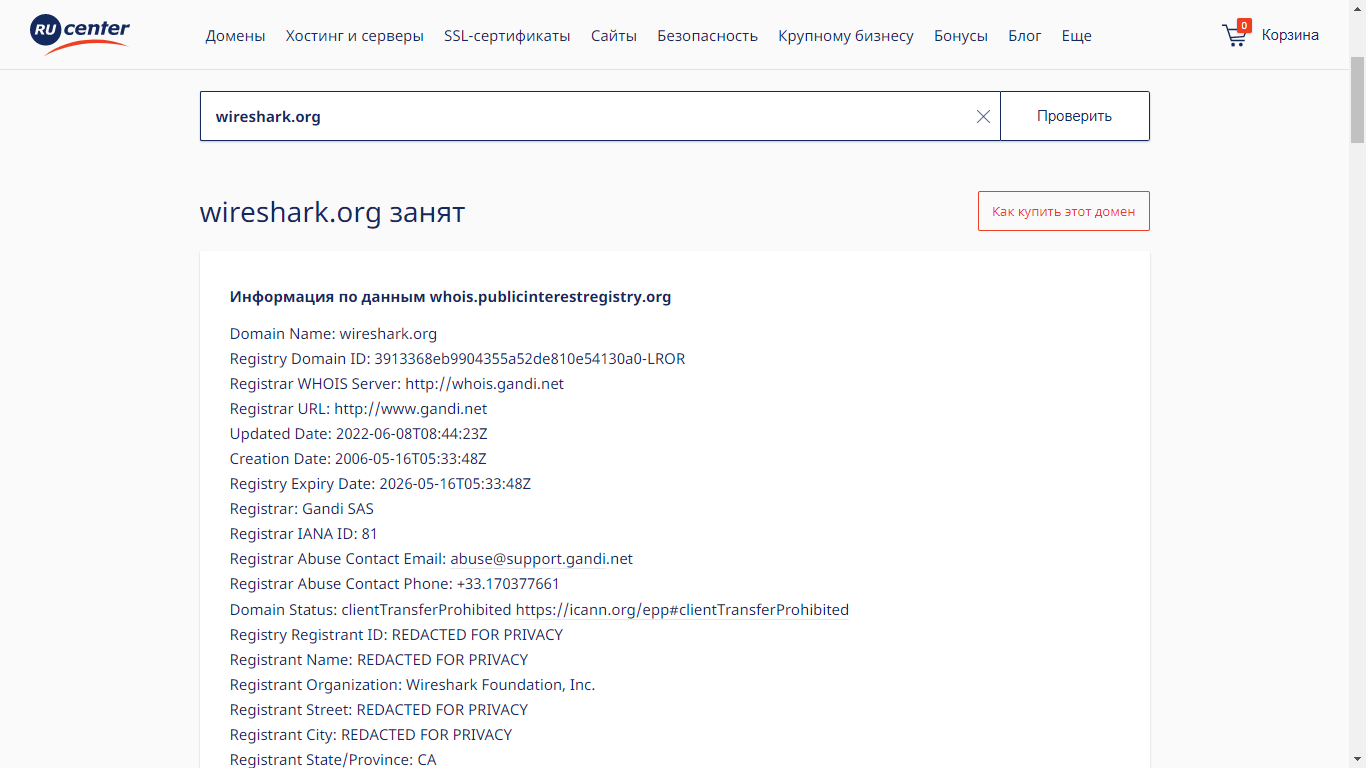 RU center
Домены Хостинг и серверы SSL-сертификаты Сайты Безопасность Крупному бизнесу Бонусы Блог Еще 0 Корзина
wireshark.org Проверить
wireshark.org занят Как купить этот домен
Информация по данным whois.publicinterestregistry.org
Domain Name: wireshark.org
Registry Domain ID: 3913368eb9904355a52de810e54130a0-LROR
Registrar WHOIS Server: http://whois.gandi.net
Registrar URL: http://www.gandi.net
Updated Date: 2022-06-08T08:44:23Z
Creation Date: 2006-05-16T05:33:48Z
Registry Expiry Date: 2026-05-16T05:33:48Z
Registrar: Gandi SAS
Registrar IANA ID: 81
Registrar Abuse Contact Email: abuse@support.gandi.net
Registrar Abuse Contact Phone: +33.170377661
Domain Status: clientTransferProhibited https://icann.org/epp#clientTransferProhibited
Registry Registrant ID: REDACTED FOR PRIVACY
Registrant Name: REDACTED FOR PRIVACY
Registrant Organization: Wireshark Foundation, Inc.
Registrant Street: REDACTED FOR PRIVACY
Registrant City: REDACTED FOR PRIVACY
Registrant State/Province: CA